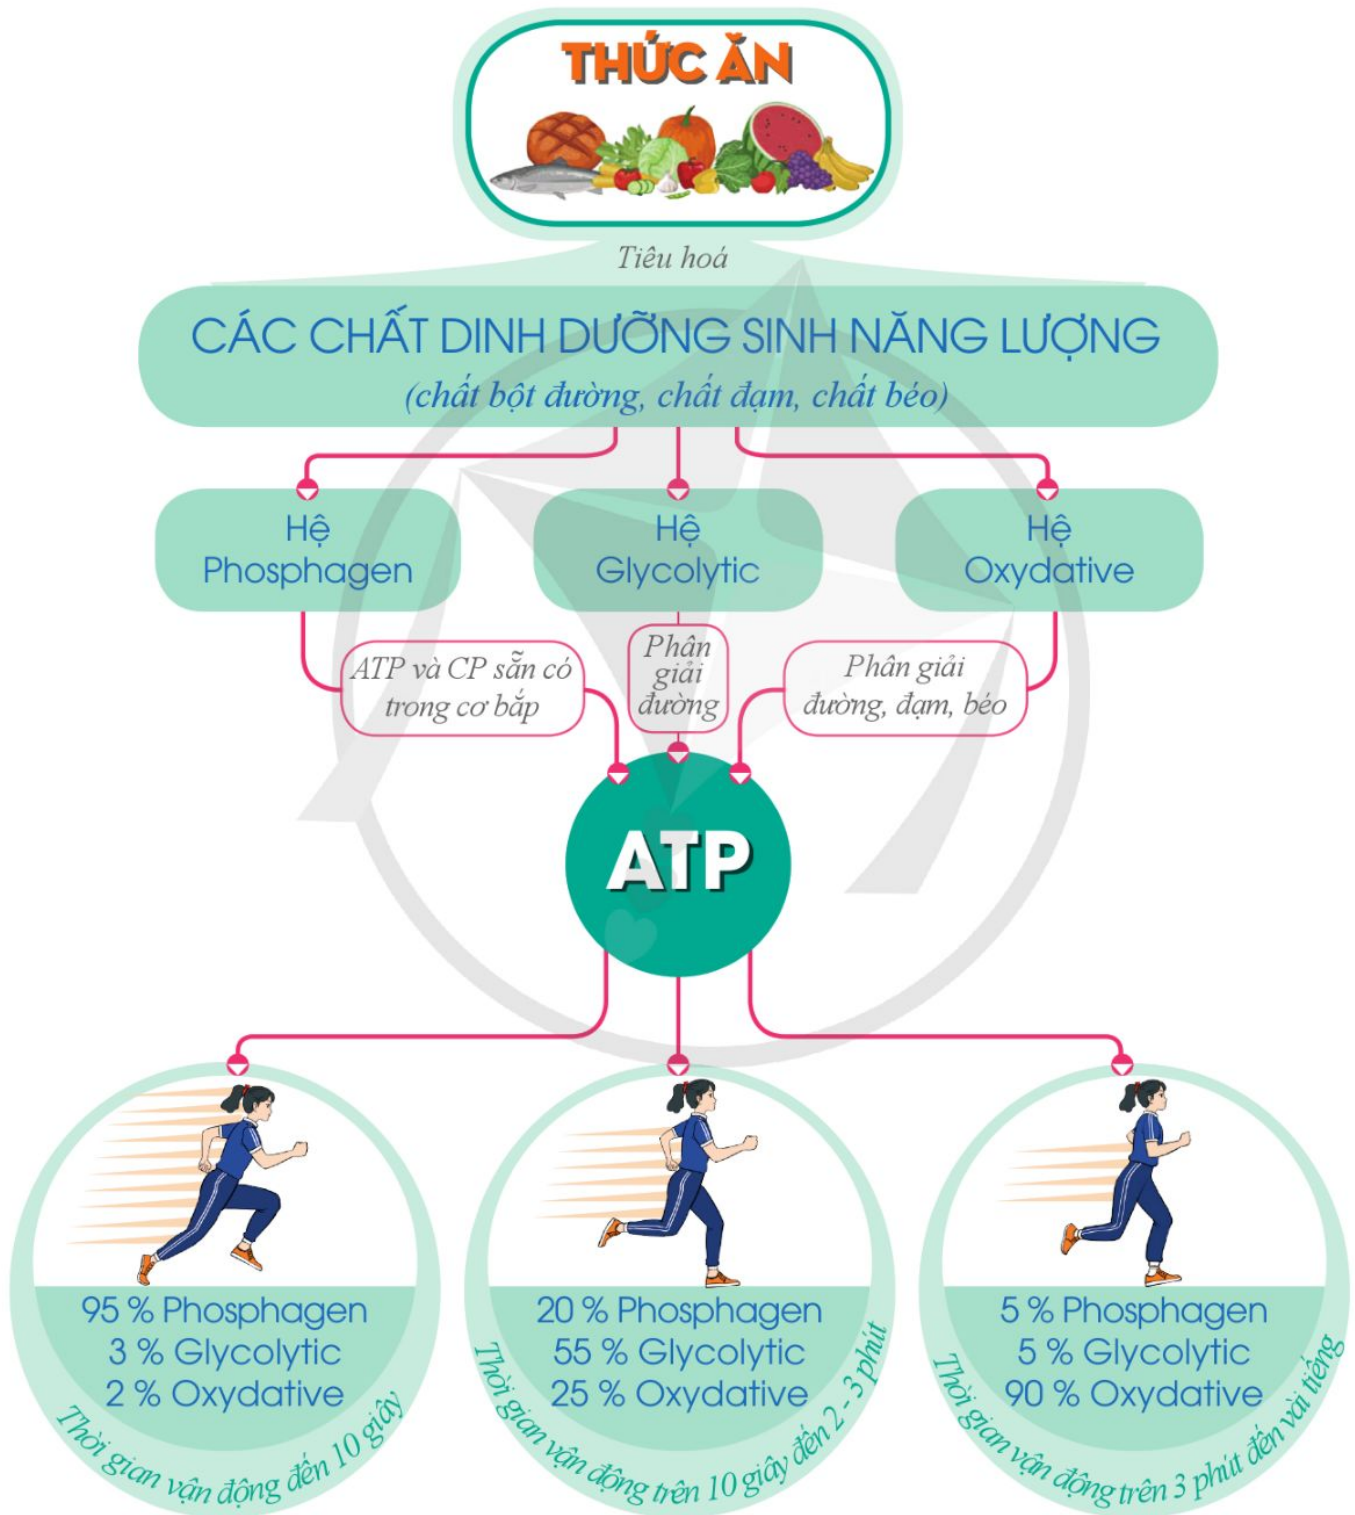 THỨC ĂN
Tiêu hoá
CÁC CHẤT DINH DƯỠNG SINH NĂNG LƯỢNG
(chất bột đường, chất đạm, chất béo)
Hệ
Phosphagen
Hệ
Glycolytic
Hệ
Oxydative
ATP và CP sẵn có
trong cơ bắp
Phân
giải
đường
Phân giải
đường, đạm, béo
ATP
95 % Phosphagen
3 % Glycolytic
2 % Oxydative
Thời gian vận động đến 10 giây
20 % Phosphagen
55 % Glycolytic
25 % Oxydative
Thời gian vận động trên 10 giây đến 2 - 3 phút
5 % Phosphagen
5 % Glycolytic
90 % Oxydative
Thời gian vận động trên 3 phút đến vài tiếng